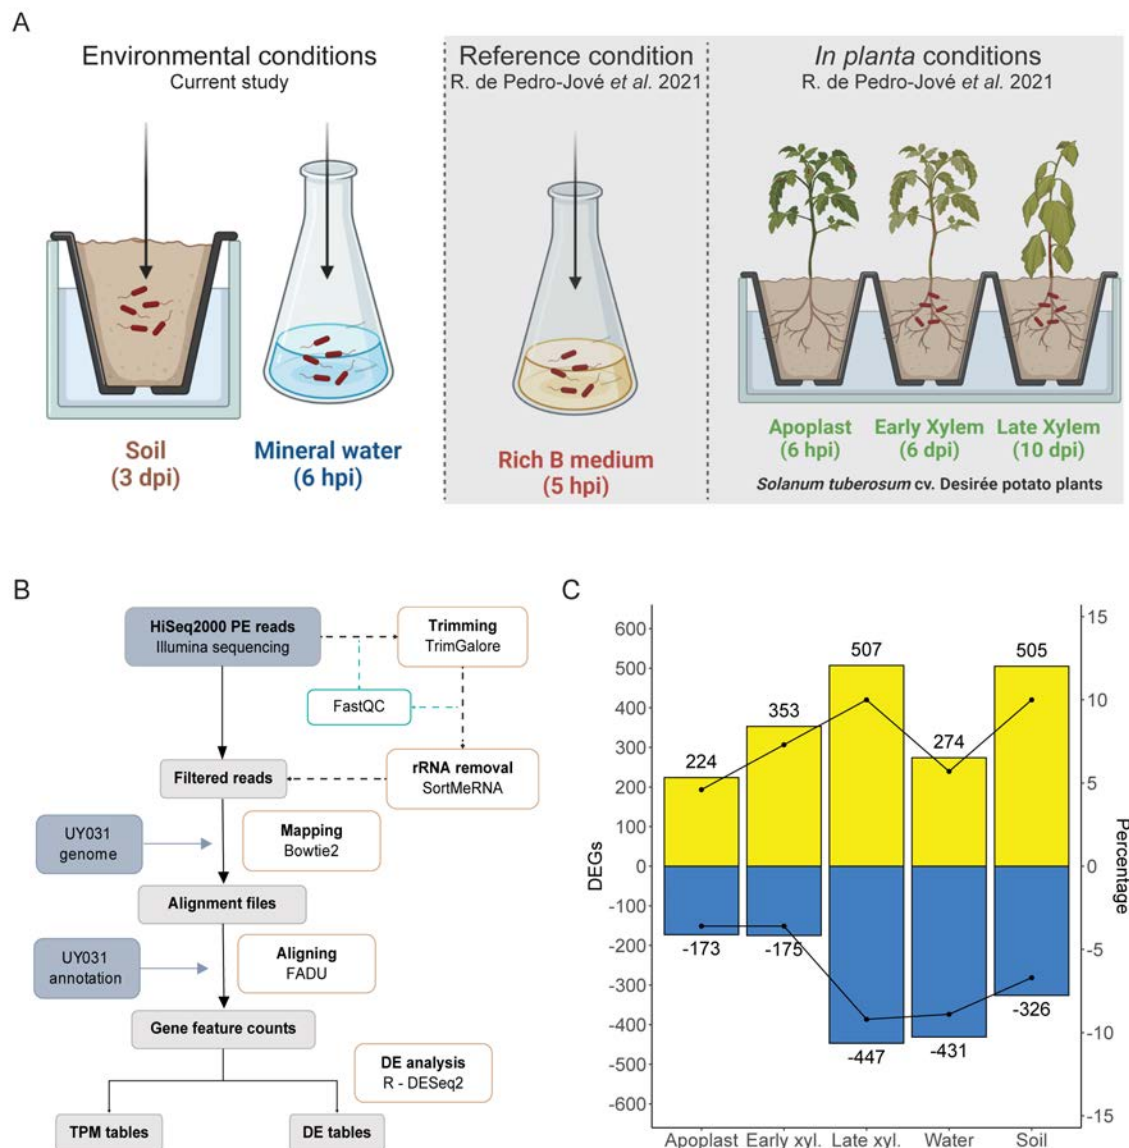 A
Environmental conditions
Current study
Reference condition
R. de Pedro-Jové et al. 2021
In planta conditions
R. de Pedro-Jové et al. 2021
Soil
(3 dpi)
Mineral water
(6 hpi)
Rich B medium
(5 hpi)
Apoplast
(6 hpi)
Early Xylem
(6 dpi)
Late Xylem
(10 dpi)
Solanum tuberosum cv. Desirée potato plants
B
HiSeq2000 PE reads
Illumina sequencing
Trimming
TrimGalore
FastQC
Filtered reads
rRNA removal
SortMeRNA
UY031
genome
Mapping
Bowtie2
Alignment files
UY031
annotation
Aligning
FADU
Gene feature counts
DE analysis
R - DESeq2
TPM tables
DE tables
C
DEGs
600
500
400
300
200
100
0
-100
-200
-300
-400
-500
-600
224
353
507
274
505
-173
-175
-447
-431
-326
15
10
5
0
-5
-10
-15
Percentage
Apoplast
Early xyl.
Late xyl.
Water
Soil